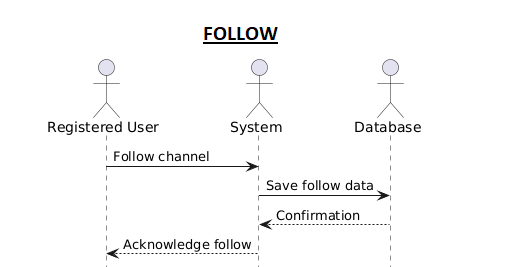 FOLLOW
Registered User
System
Database
Follow channel
Save follow data
Confirmation
Acknowledge follow